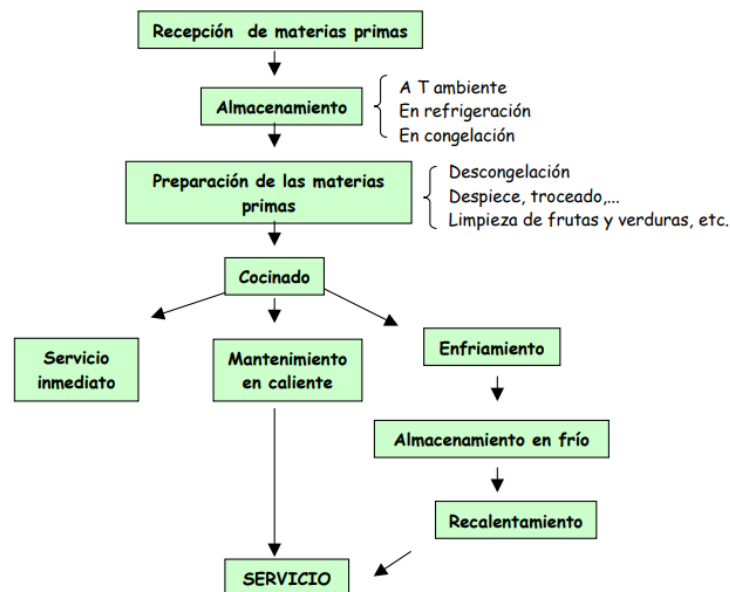 Recepción de materias primas
Almacenamiento
A T ambiente
En refrigeración
En congelación
Preparación de las materias
primas
Descongelación
Despiece, troceado,...
Limpieza de frutas y verduras, etc.
Cocinado
Servicio
inmediato
Mantenimiento
en caliente
Enfriamiento
Almacenamiento en frío
Recalentamiento
SERVICIO